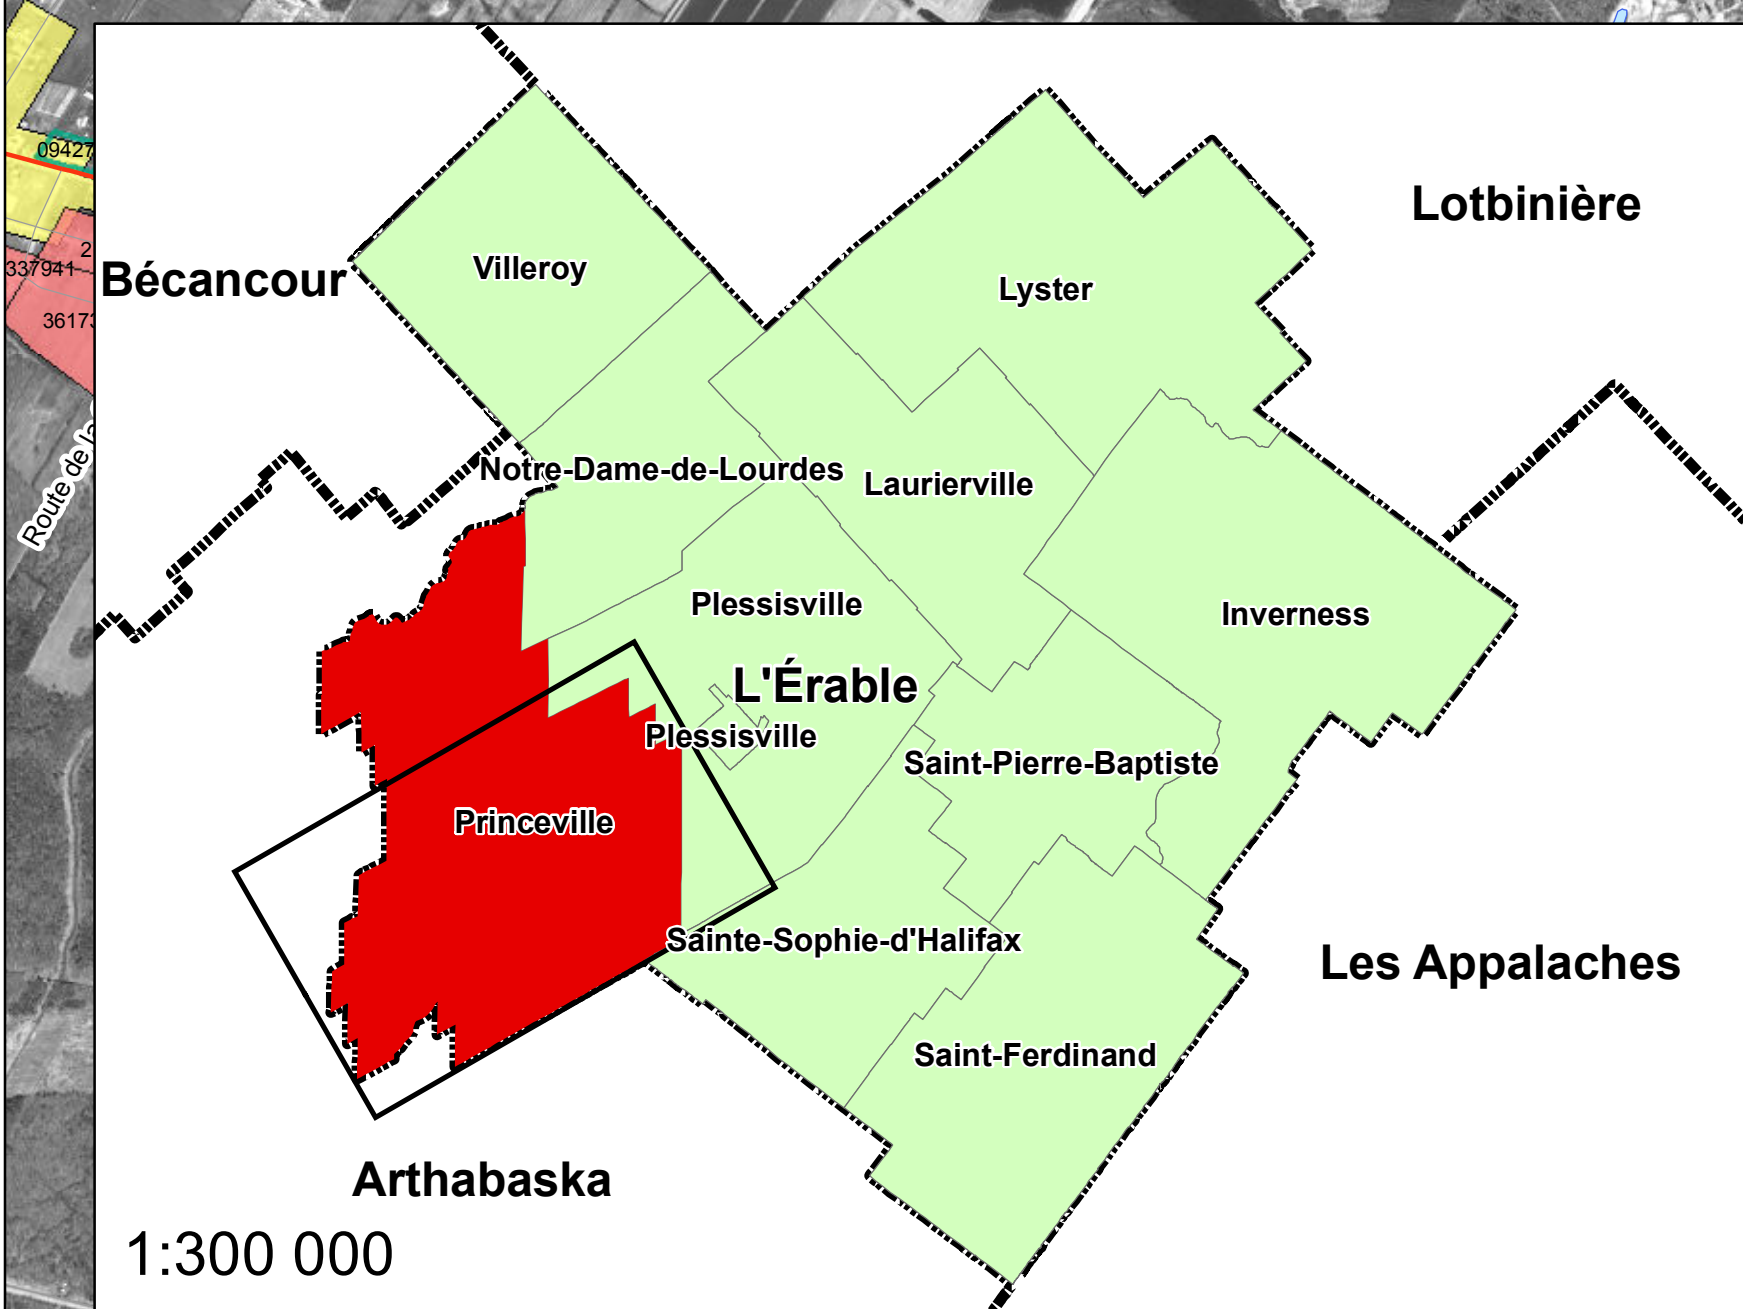 09427
2
337941
36173
Route de la
Bécancour
Villeroy
Lyster
Lotbinière
Notre-Dame-de-Lourdes
Laurierville
Plessisville
Inverness
L'Érable
Plessisville
Saint-Pierre-Baptiste
Princeville
Sainte-Sophie-d'Halifax
Les Appalaches
Saint-Ferdinand
Arthabaska
1:300 000